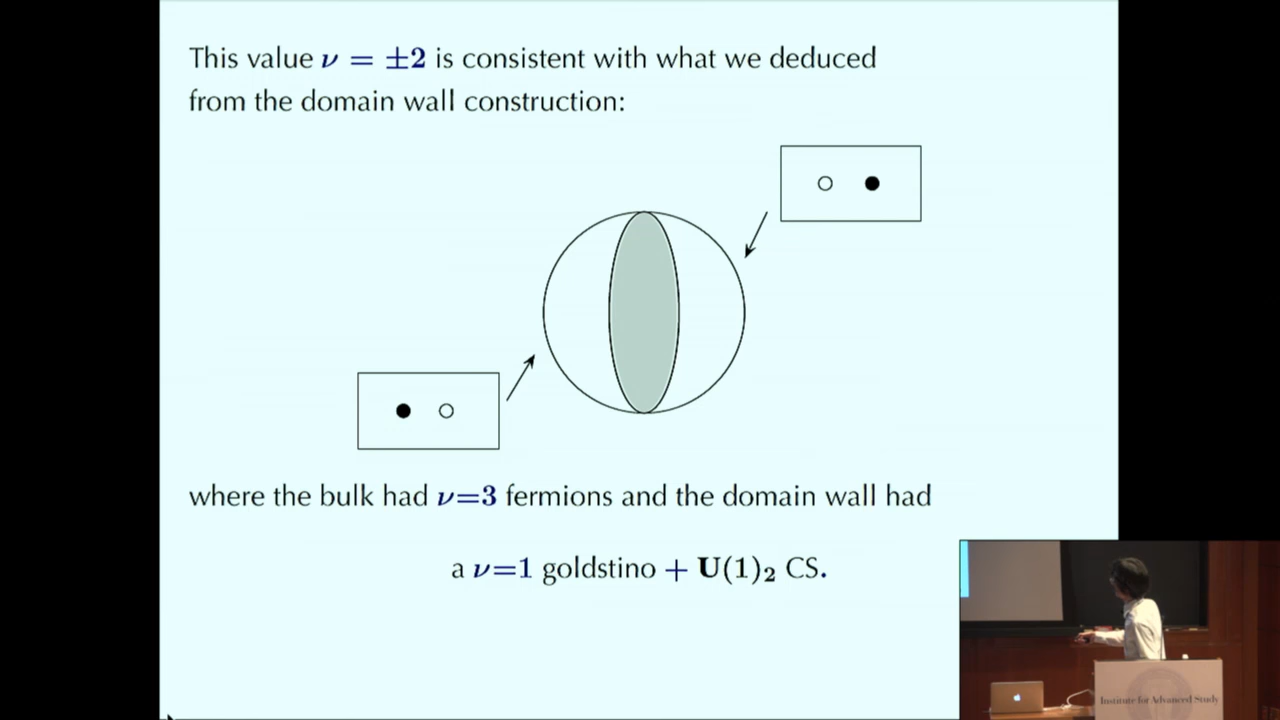 This value ν = ±2 is consistent with what we deduced
from the domain wall construction:
where the bulk had ν=3 fermions and the domain wall had
a ν=1 goldstino + U(1)₂ CS.
Institute for Advanced Study